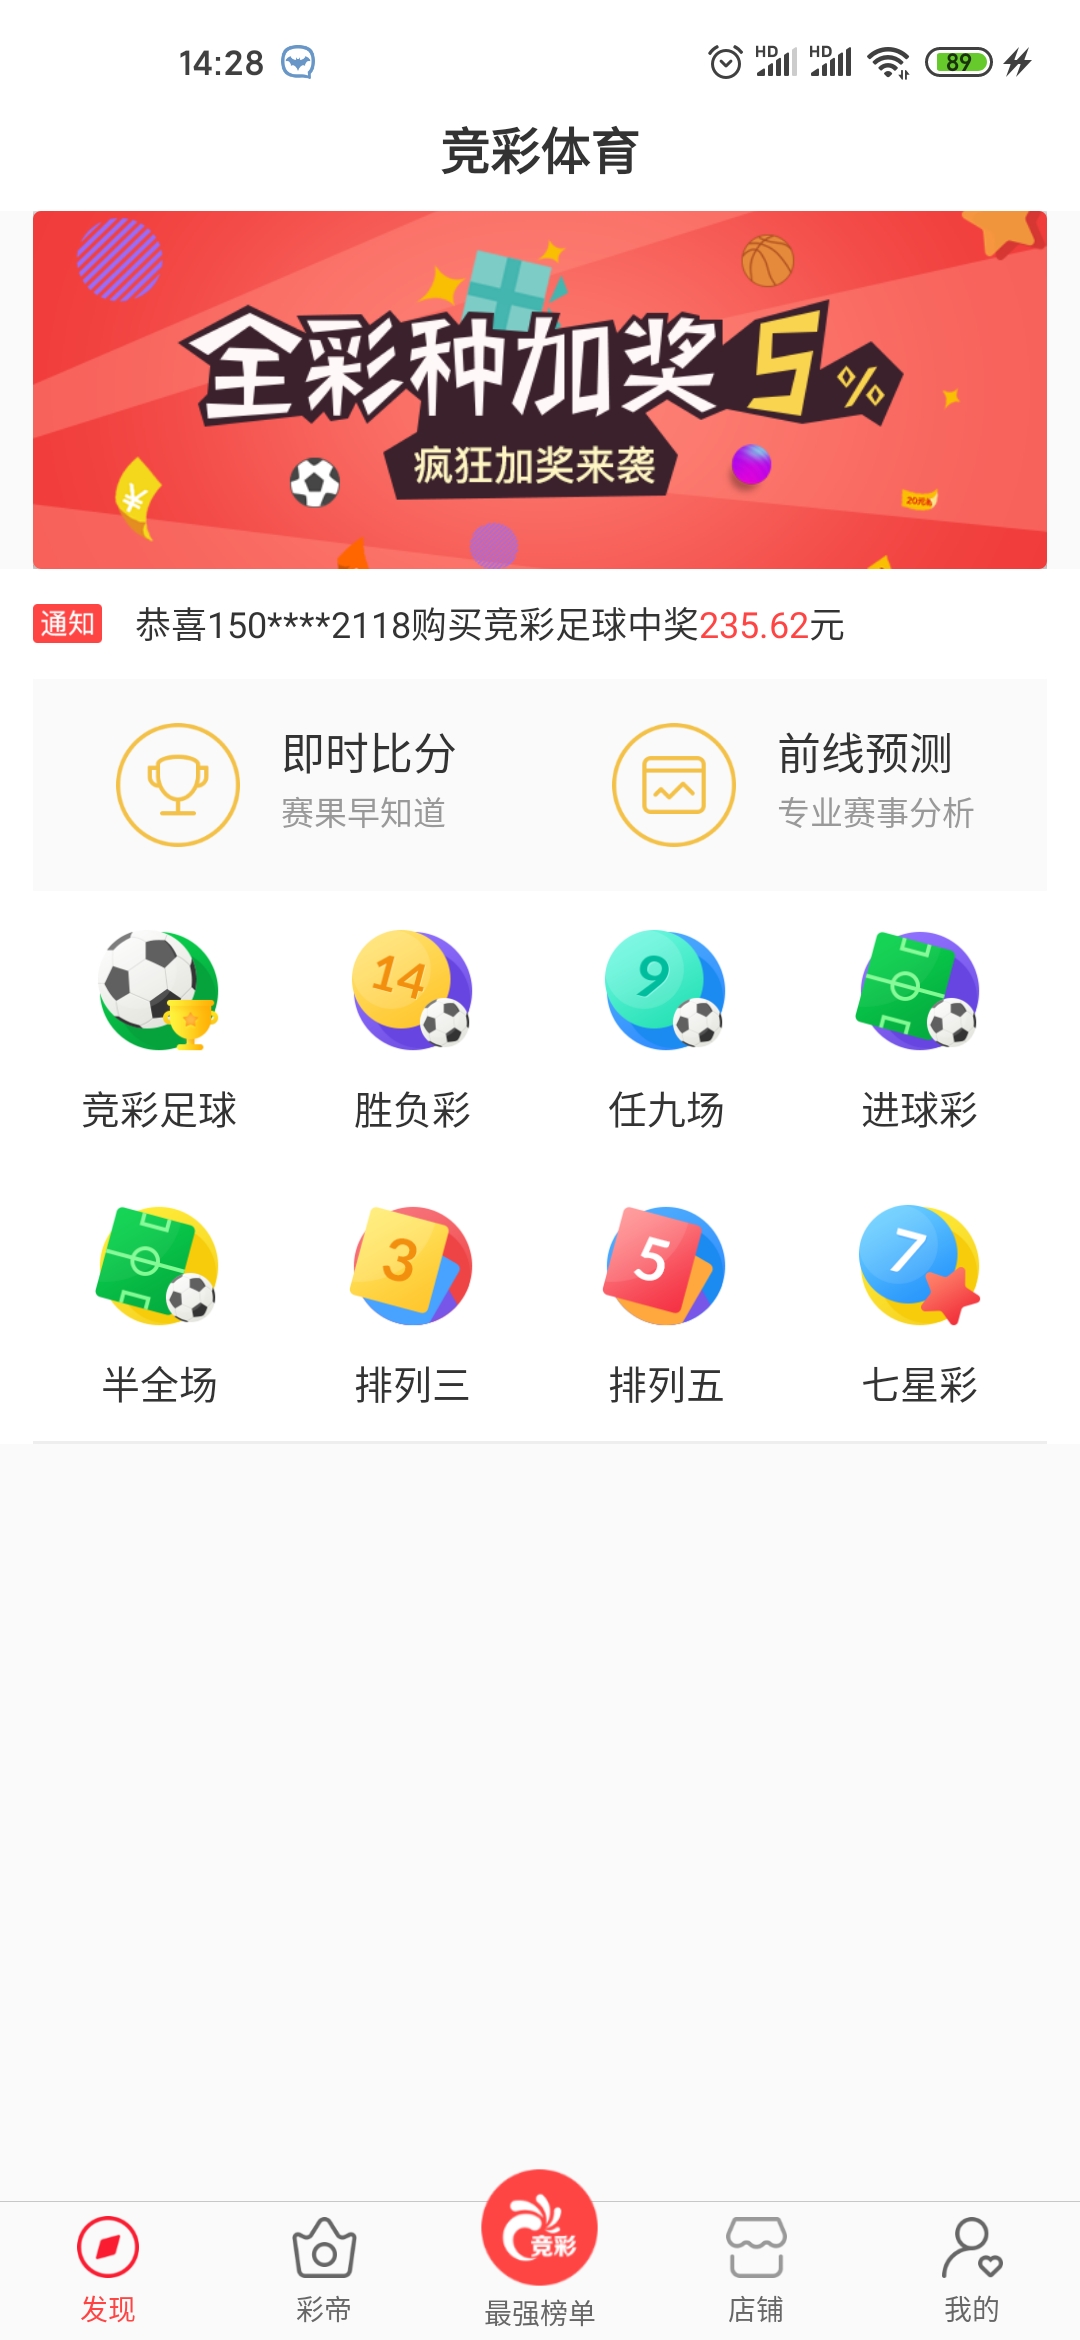 14:28
HD HD 89
竞彩体育
全彩种加奖5%
疯狂加奖来袭
¥
通知 恭喜150****2118购买竞彩足球中奖235.62元
即时比分 前线预测
赛果早知道 专业赛事分析
14 9
竞彩足球 胜负彩 任九场 进球彩
3 5 7
半全场 排列三 排列五 七星彩
竞彩
发现 彩帝 最强榜单 店铺 我的